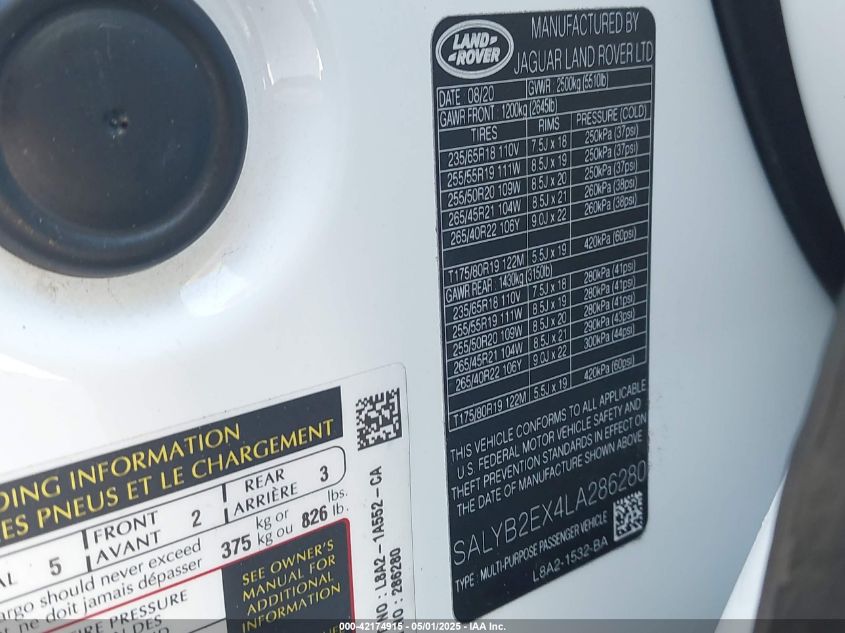 LAND-
-ROVER
MANUFACTURED BY
JAGUAR LAND ROVER LTD
DATE 08/20 GVWR 2500kg (5510lb)
GAWR FRONT : 1200kg (2645lb)
TIRES RIMS PRESSURE (COLD)
235/65R18 110V 7.5J x 18 250kPa (37psi)
255/55R19 111W 8.5J x 19 250kPa (37psi)
255/50R20 109W 8.5J x 20 250kPa (37psi)
265/45R21 104W 8.5J x 21 260kPa (38psi)
265/40R22 106Y 9.0J x 22 260kPa (38psi)
T175/80R19 122M 5.5J x 19 420kPa (60psi)
GAWR REAR : 1430kg (3150lb)
235/65R18 110V 7.5J x 18 280kPa (41psi)
255/55R19 111W 8.5J x 19 280kPa (41psi)
255/50R20 109W 8.5J x 20 280kPa (41psi)
265/45R21 104W 8.5J x 21 290kPa (43psi)
265/40R22 106Y 9.0J x 22 300kPa (44psi)
T175/80R19 122M 5.5J x 19 420kPa (60psi)
THIS VEHICLE CONFORMS TO ALL APPLICABLE
U.S. FEDERAL MOTOR VEHICLE SAFETY AND
THEFT PREVENTION STANDARDS IN EFFECT ON
THE DATE OF MANUFACTURE SHOWN ABOVE
SALYB2EX4LA286280
TYPE: MULTI-PURPOSE PASSENGER VEHICLE
L8A2-1532-BA
DING INFORMATION
ES PNEUS ET LE CHARGEMENT
AL 5 FRONT AVANT 2 REAR ARRIÈRE 3
argo should never exceed
ne doit jamais dépasser 375 kg or kg ou 826 lbs. lb.
IRE PRESSURE
SEE OWNER'S
MANUAL FOR
ADDITIONAL
INFORMATION
NO : L8A2-1A552-CA
NO : 286280
000-42174915 - 05/01/2025 - IAA Inc.